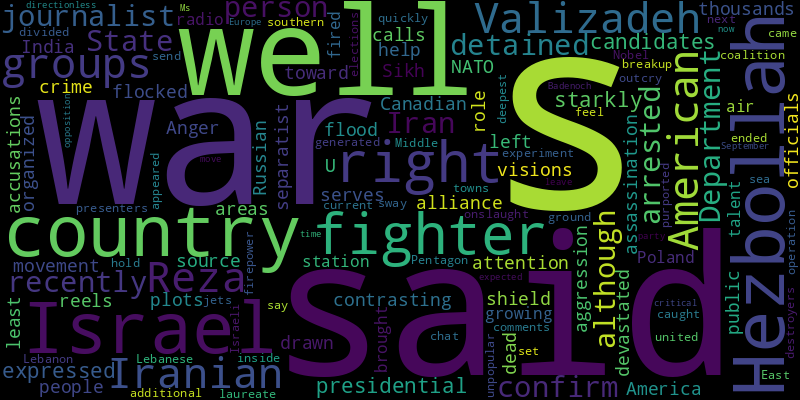 directionless
journalist
Ms
person
radio
Europe
southern
calls
quickly
elections
fired
divided
India
send
State
well
help
Valizadeh
thousands
next
now
came
coalition
detained
candidates
groups
crime
flocked
toward
Sikh
NATO
Nobel
breakup
outcry
Badenoch
deepest
feel
starkly
air
ended
September
Hezbollah
officials
war
S
Canadian
role
American
Department
accusations
organized
opposition
appeared
Anger
Russian
separatist
flood
generated
Iran
Middle
U
right
left
experiment
visions
leave
arrested
assassination
move
areas
serves
current
sway
towns
alliance
onslaught
purported
sea
talent
operation
country
presenters
time
fighter
ground
party
although
aggression
Poland
movement
hold
source
firepower
station
Pentagon
attention
expected
recently
Reza
plots
jets
contrasting
shield
growing
comments
critical
caught
public
destroyers
least
reels
Israel
Israeli
say
drawn
brought
chat
said
set
dead
unpopular
devastated
united
Lebanon
Lebanese
inside
expressed
people
Iranian
additional
laureate
presidential
confirm
America
East